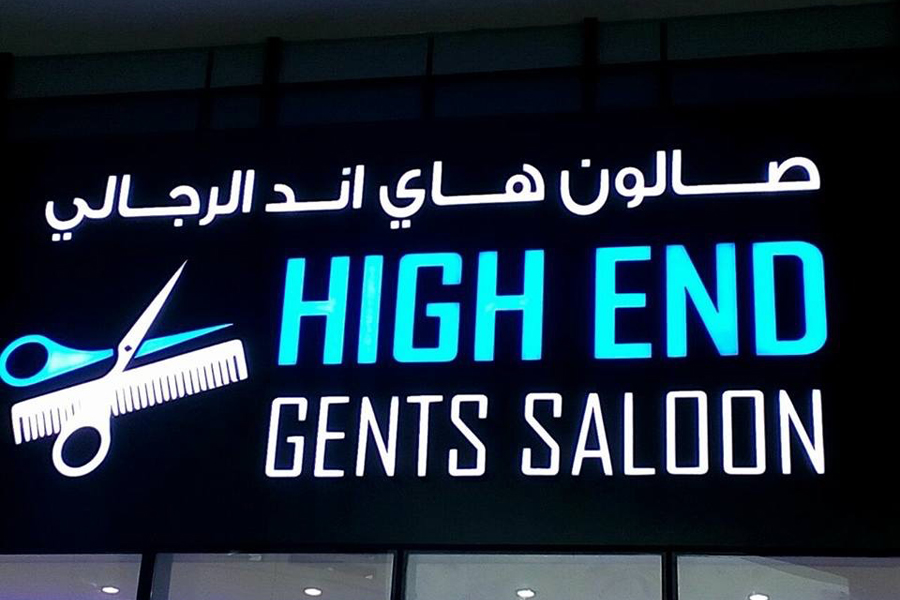 صالون هاي اند الرجالي
HIGH END
GENTS SALOON